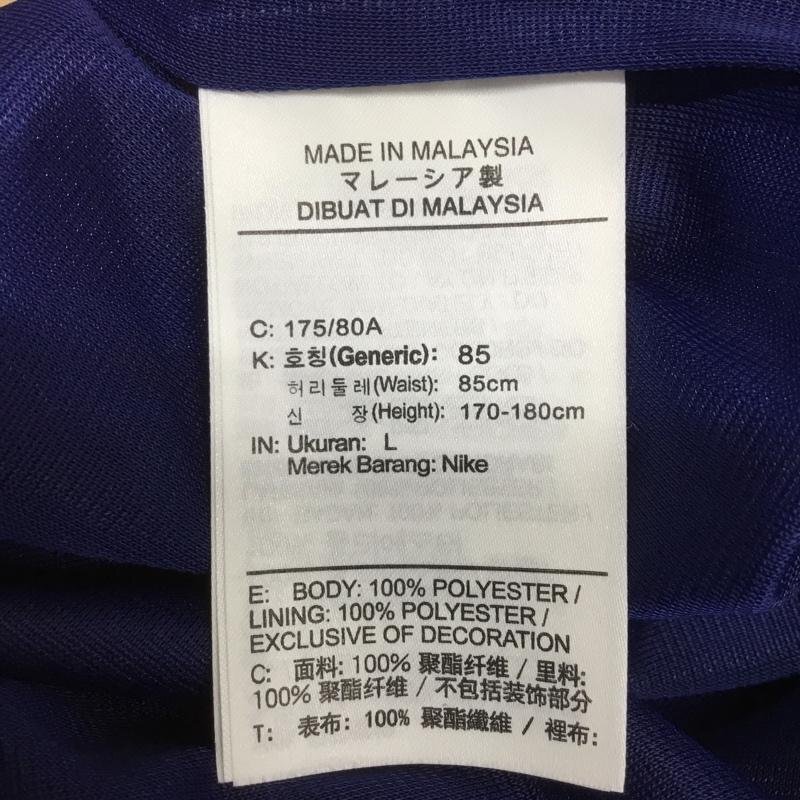 MADE IN MALAYSIA
マレーシア製
DIBUAT DI MALAYSIA
C: 175/80A
K: 호칭(Generic): 85
허리둘레(Waist): 85cm
신 장(Height): 170-180cm
IN: Ukuran: L
Merek Barang: Nike
E: BODY: 100% POLYESTER /
LINING: 100% POLYESTER /
EXCLUSIVE OF DECORATION
C: 面料: 100% 聚酯纤维 / 里料:
100% 聚酯纤维 / 不包括装饰部分
T: 表布: 100% 聚酯纖維 / 裡布: